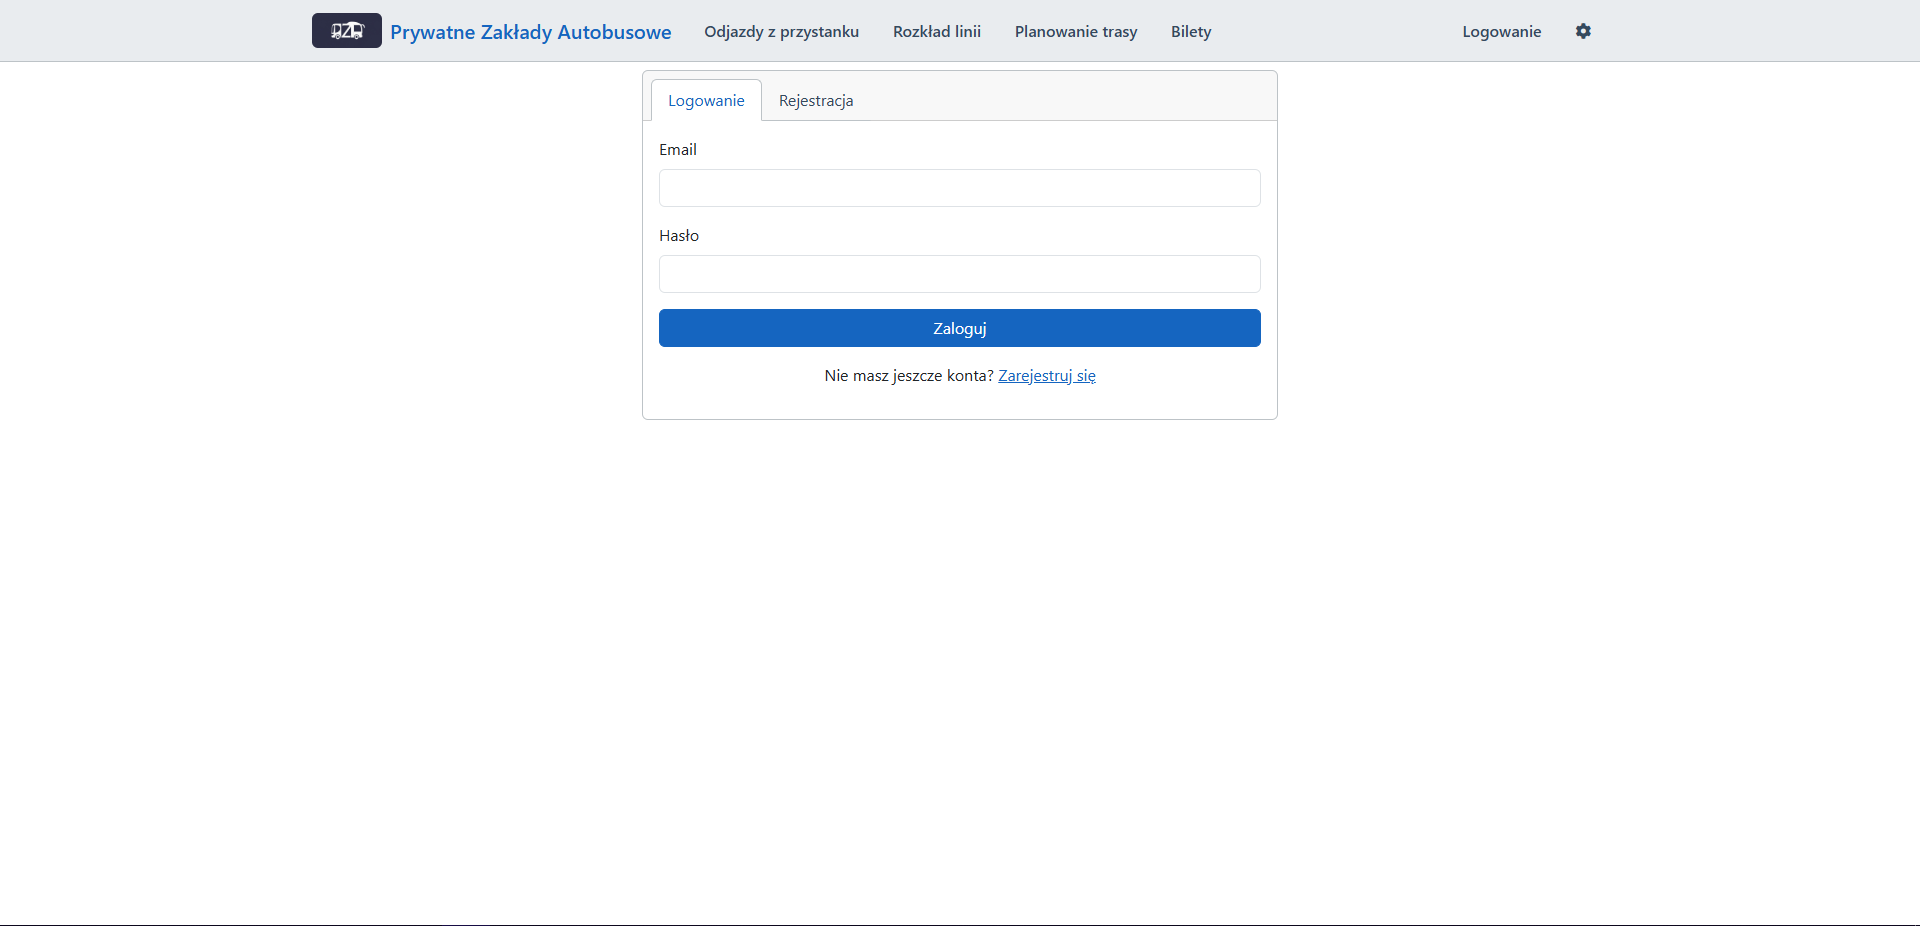 PZA Prywatne Zakłady Autobusowe Odjazdy z przystanku Rozkład linii Planowanie trasy Bilety Logowanie
Logowanie Rejestracja
Email
Hasło
Zaloguj
Nie masz jeszcze konta? Zarejestruj się